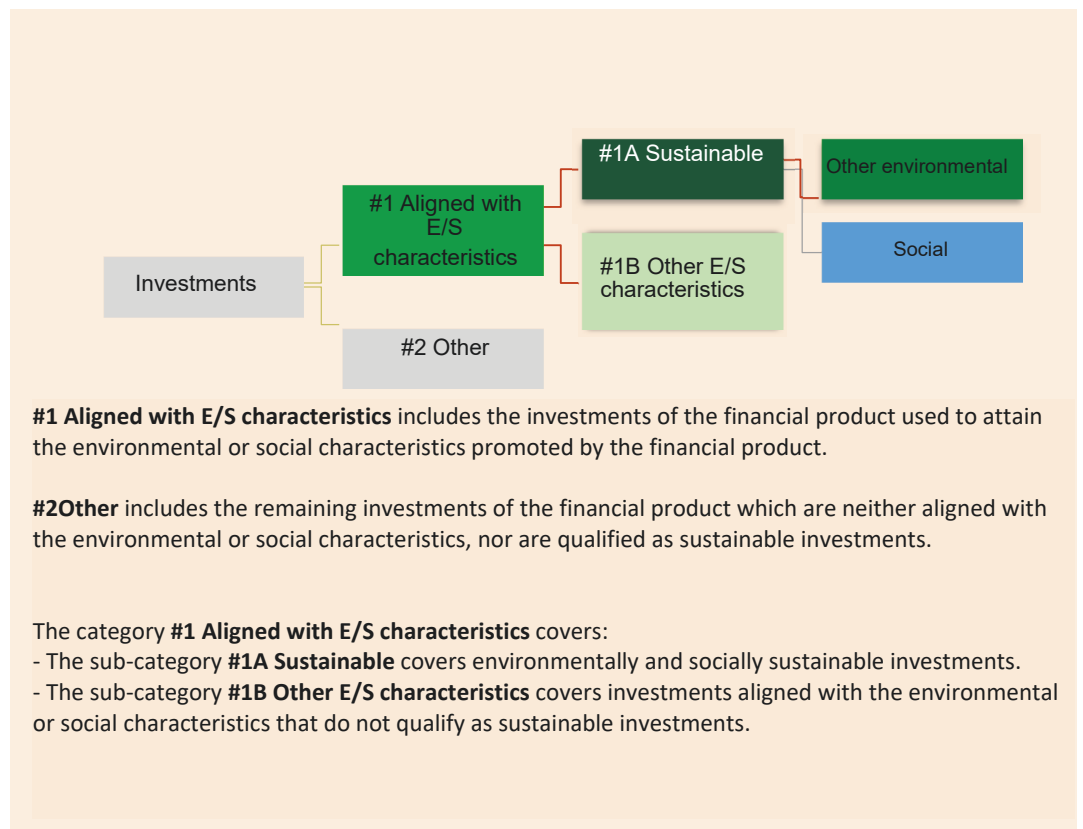 #1A Sustainable
Other environmental
#1 Aligned with
E/S
characteristics
Social
#1B Other E/S
characteristics
Investments
#2 Other
#1 Aligned with E/S characteristics includes the investments of the financial product used to attain
the environmental or social characteristics promoted by the financial product.
#2Other includes the remaining investments of the financial product which are neither aligned with
the environmental or social characteristics, nor are qualified as sustainable investments.
The category #1 Aligned with E/S characteristics covers:
- The sub-category #1A Sustainable covers environmentally and socially sustainable investments.
- The sub-category #1B Other E/S characteristics covers investments aligned with the environmental
or social characteristics that do not qualify as sustainable investments.